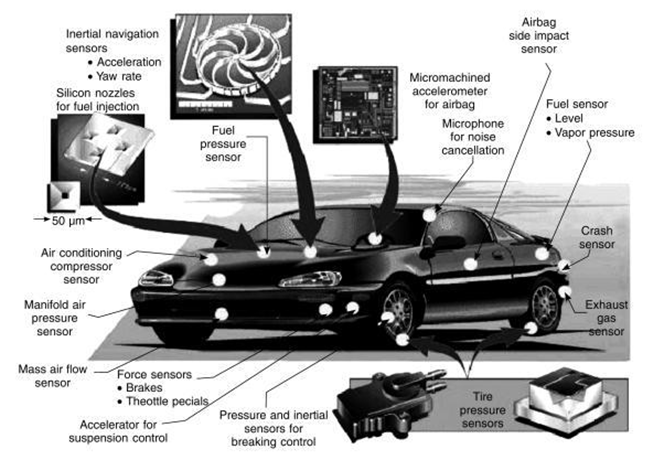 Inertial navigation
sensors
• Acceleration
• Yaw rate
Silicon nozzles
for fuel injection
50 μm
Fuel
pressure
sensor
Micromachined
accelerometer
for airbag
Microphone
for noise
cancellation
Airbag
side impact
sensor
Fuel sensor
• Level
• Vapor pressure
Crash
sensor
Exhaust
gas
sensor
Air conditioning
compressor
sensor
Manifold air
pressure
sensor
Mass air flow
sensor
Force sensors
• Brakes
• Theottle pecials
Accelerator for
suspension control
Pressure and inertial
sensors for
breaking control
Tire
pressure
sensors